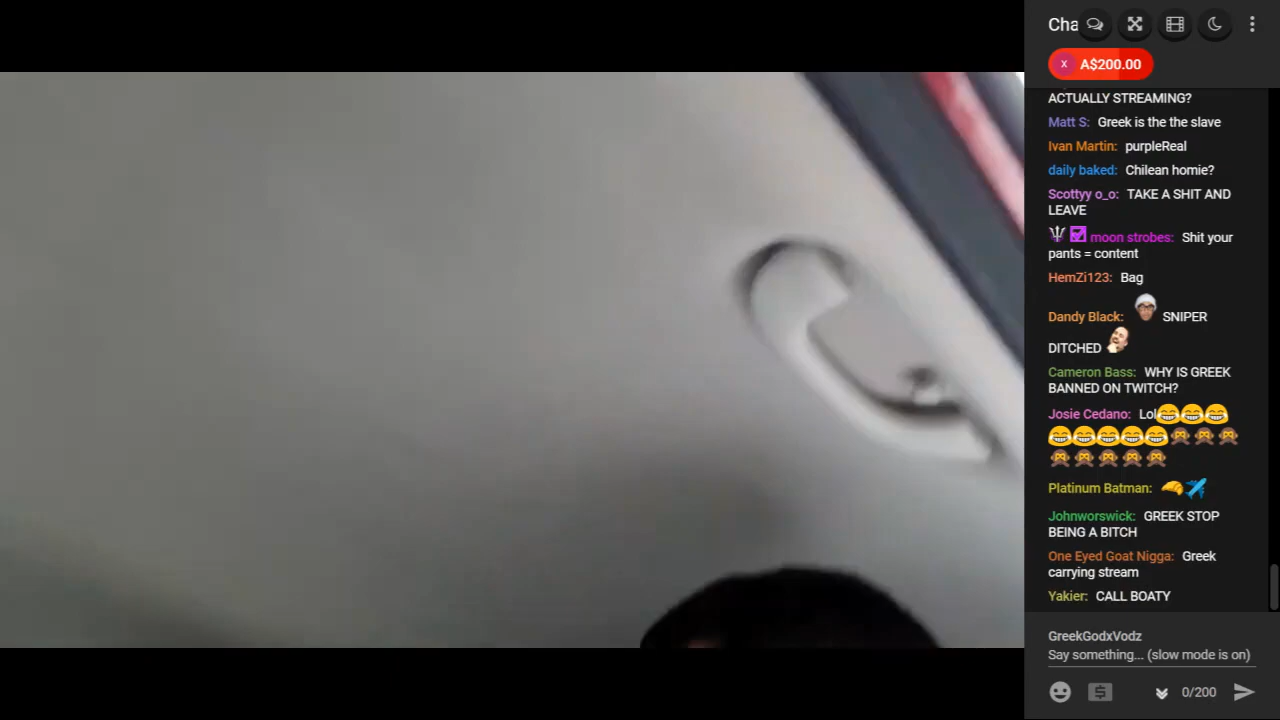 Cha
x A$200.00
ACTUALLY STREAMING?
Matt S: Greek is the the slave
Ivan Martin: purpleReal
daily baked: Chilean homie?
Scottyy o_o: TAKE A SHIT AND
LEAVE
moon strobes: Shit your
pants = content
HemZi123: Bag
Dandy Black: SNIPER
DITCHED
Cameron Bass: WHY IS GREEK
BANNED ON TWITCH?
Josie Cedano: Lol😂😂😂
😂😂😂😂😂🙊🙊🙊
🙊🙊🙊🙊🙊
Platinum Batman: 🥐✈️
Johnworswick: GREEK STOP
BEING A BITCH
One Eyed Goat Nigga: Greek
carrying stream
Yakier: CALL BOATY
GreekGodxVodz
Say something... (slow mode is on)
0/200